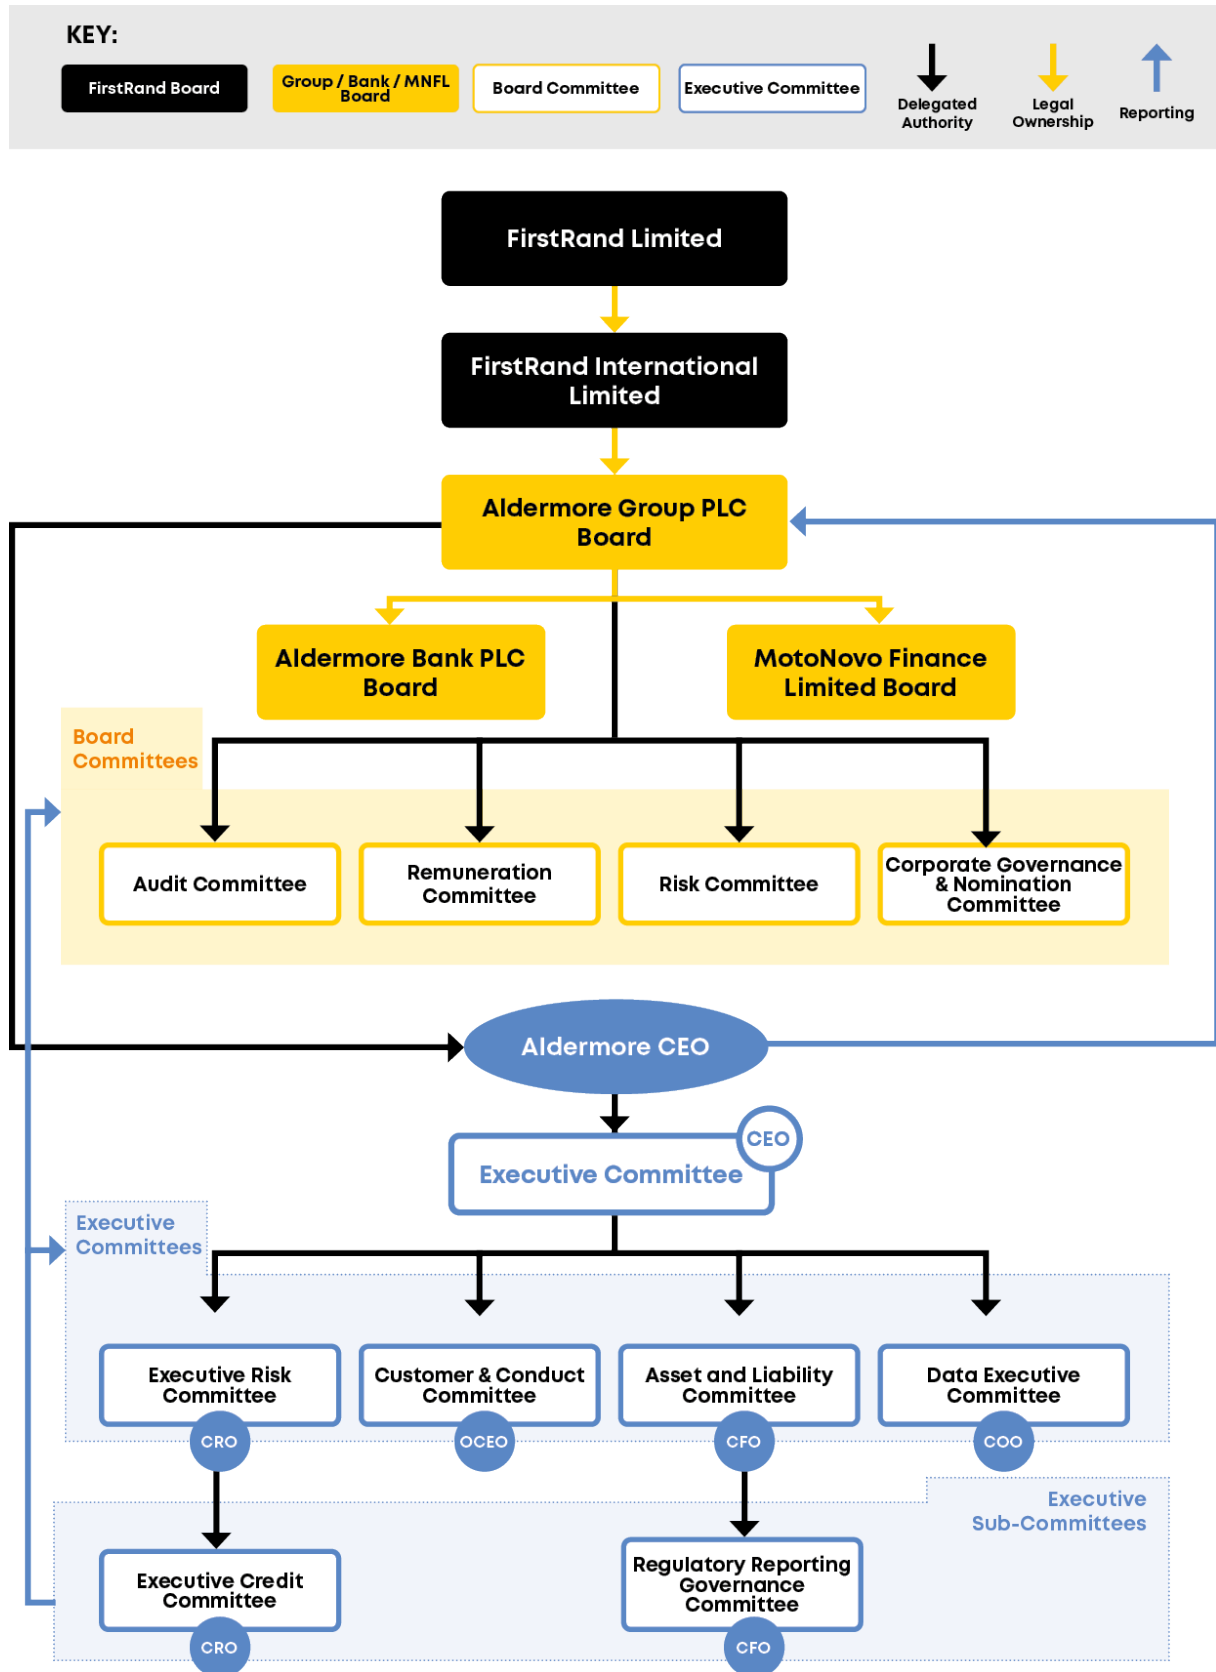 KEY:
FirstRand Board
Group / Bank / MNFL
Board
Board Committee
Executive Committee
Delegated
Authority
Legal
Ownership
Reporting
FirstRand Limited
FirstRand International
Limited
Aldermore Group PLC
Board
Aldermore Bank PLC
Board
MotoNovo Finance
Limited Board
Board
Committees
Audit Committee
Remuneration
Committee
Risk Committee
Corporate Governance
& Nomination
Committee
Aldermore CEO
CEO
Executive Committee
Executive
Committees
Executive Risk
Committee
CRO
Customer & Conduct
Committee
OCEO
Asset and Liability
Committee
CFO
Data Executive
Committee
COO
Executive
Sub-Committees
Executive Credit
Committee
CRO
Regulatory Reporting
Governance
Committee
CFO